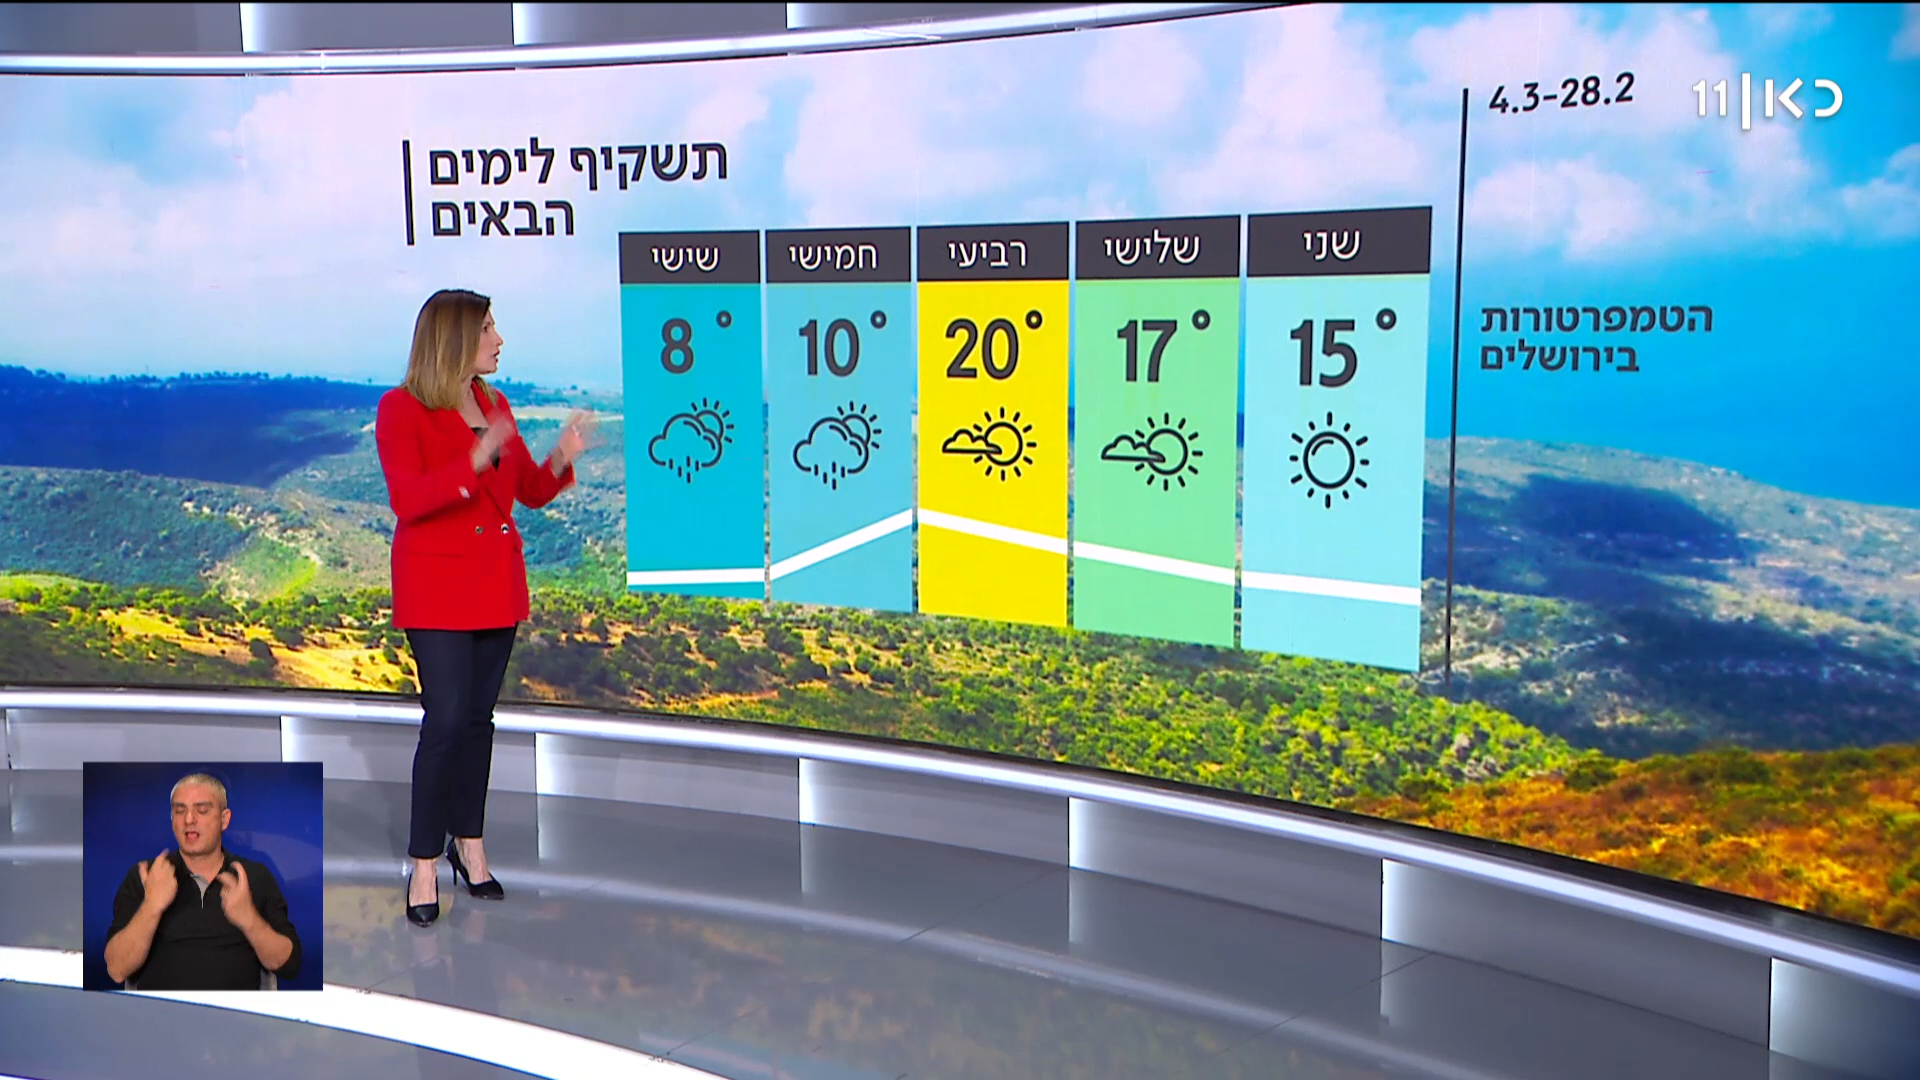 כאן|11
4.3-28.2
תשקיף לימים
הבאים
שני
שלישי
רביעי
חמישי
שישי
15°
17°
20°
10°
8°
הטמפרטורות
בירושלים